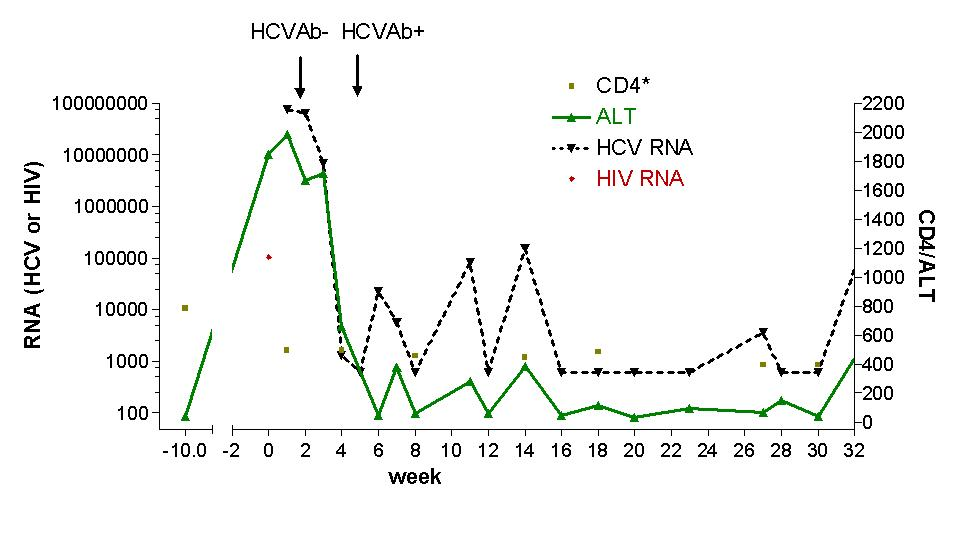 HCVAb- HCVAb+
CD4*
ALT
HCV RNA
HIV RNA
RNA (HCV or HIV)
100000000
10000000
1000000
100000
10000
1000
100
2200
2000
1800
1600
1400
1200
1000
800
600
400
200
0
CD4/ALT
-10.0 -2 0 2 4 6 8 10 12 14 16 18 20 22 24 26 28 30 32
week